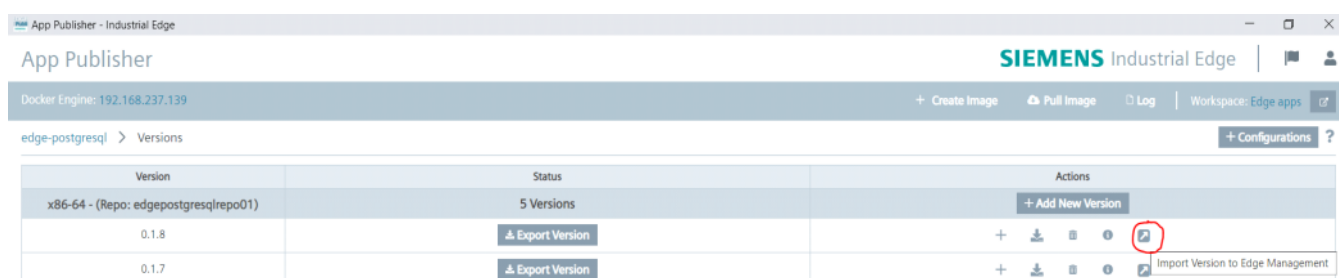 App Publisher - Industrial Edge
App Publisher
SIEMENS Industrial Edge
Docker Engine: 192.168.237.139
+ Create Image
Pull Image
Log
Workspace: Edge apps
edge-postgresql > Versions
+ Configurations ?
Version Status Actions
x86-64 - (Repo: edgepostgresqlrepo01) 5 Versions + Add New Version
0.1.8 Export Version
0.1.7 Export Version
Import Version to Edge Management